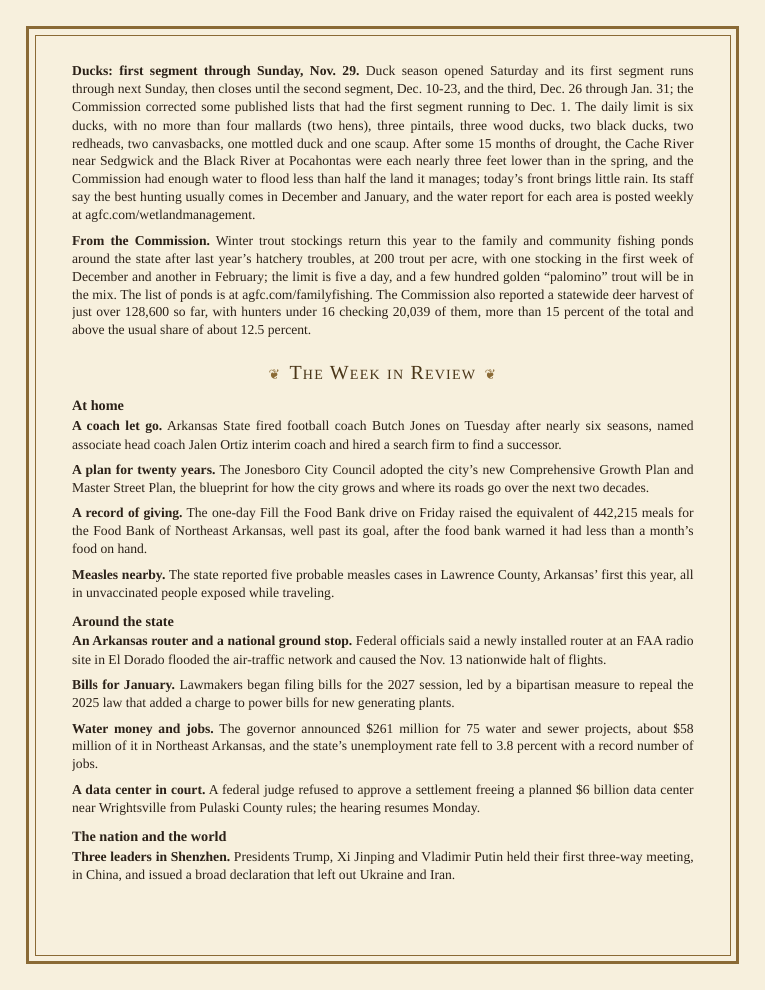 Ducks: first segment through Sunday, Nov. 29. Duck season opened Saturday and its first segment runs
through next Sunday, then closes until the second segment, Dec. 10-23, and the third, Dec. 26 through Jan. 31; the
Commission corrected some published lists that had the first segment running to Dec. 1. The daily limit is six
ducks, with no more than four mallards (two hens), three pintails, three wood ducks, two black ducks, two
redheads, two canvasbacks, one mottled duck and one scaup. After some 15 months of drought, the Cache River
near Sedgwick and the Black River at Pocahontas were each nearly three feet lower than in the spring, and the
Commission had enough water to flood less than half the land it manages; today’s front brings little rain. Its staff
say the best hunting usually comes in December and January, and the water report for each area is posted weekly
at agfc.com/wetlandmanagement.
From the Commission. Winter trout stockings return this year to the family and community fishing ponds
around the state after last year’s hatchery troubles, at 200 trout per acre, with one stocking in the first week of
December and another in February; the limit is five a day, and a few hundred golden “palomino” trout will be in
the mix. The list of ponds is at agfc.com/familyfishing. The Commission also reported a statewide deer harvest of
just over 128,600 so far, with hunters under 16 checking 20,039 of them, more than 15 percent of the total and
above the usual share of about 12.5 percent.
❦ The Week in Review ❦
At home
A coach let go. Arkansas State fired football coach Butch Jones on Tuesday after nearly six seasons, named
associate head coach Jalen Ortiz interim coach and hired a search firm to find a successor.
A plan for twenty years. The Jonesboro City Council adopted the city’s new Comprehensive Growth Plan and
Master Street Plan, the blueprint for how the city grows and where its roads go over the next two decades.
A record of giving. The one-day Fill the Food Bank drive on Friday raised the equivalent of 442,215 meals for
the Food Bank of Northeast Arkansas, well past its goal, after the food bank warned it had less than a month’s
food on hand.
Measles nearby. The state reported five probable measles cases in Lawrence County, Arkansas’ first this year, all
in unvaccinated people exposed while traveling.
Around the state
An Arkansas router and a national ground stop. Federal officials said a newly installed router at an FAA radio
site in El Dorado flooded the air-traffic network and caused the Nov. 13 nationwide halt of flights.
Bills for January. Lawmakers began filing bills for the 2027 session, led by a bipartisan measure to repeal the
2025 law that added a charge to power bills for new generating plants.
Water money and jobs. The governor announced $261 million for 75 water and sewer projects, about $58
million of it in Northeast Arkansas, and the state’s unemployment rate fell to 3.8 percent with a record number of
jobs.
A data center in court. A federal judge refused to approve a settlement freeing a planned $6 billion data center
near Wrightsville from Pulaski County rules; the hearing resumes Monday.
The nation and the world
Three leaders in Shenzhen. Presidents Trump, Xi Jinping and Vladimir Putin held their first three-way meeting,
in China, and issued a broad declaration that left out Ukraine and Iran.